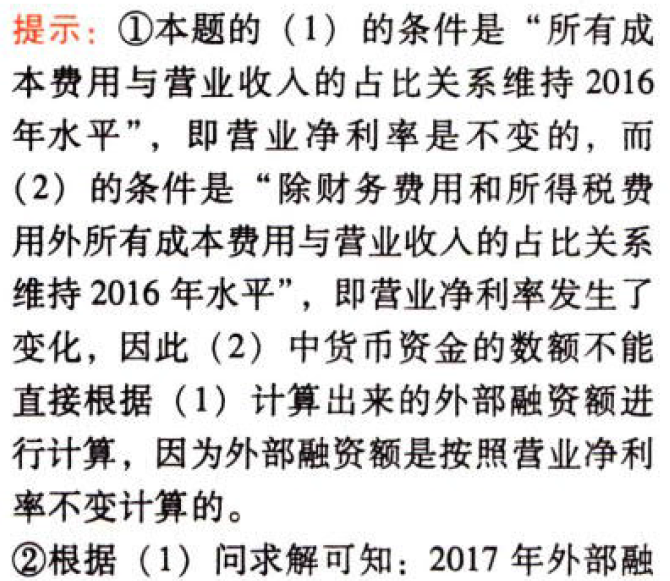 提示：①本题的（1）的条件是“所有成
本费用与营业收入的占比关系维持 2016
年水平”，即营业净利率是不变的，而
（2）的条件是“除财务费用和所得税费
用外所有成本费用与营业收入的占比关系
维持 2016 年水平”，即营业净利率发生了
变化，因此（2）中货币资金的数额不能
直接根据（1）计算出来的外部融资额进
行计算，因为外部融资额是按照营业净利
率不变计算的。
②根据（1）问求解可知：2017 年外部融